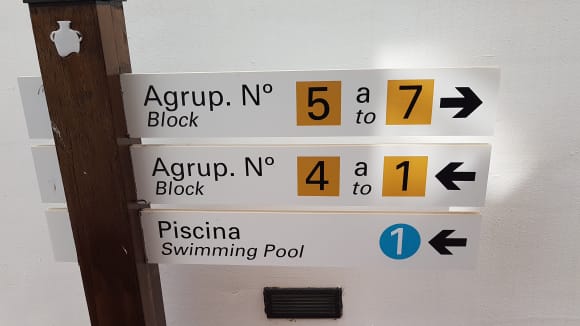 Agrup. Nº 5 a 7
Block to
Agrup. Nº 4 a 1
Block to
Piscina 1
Swimming Pool